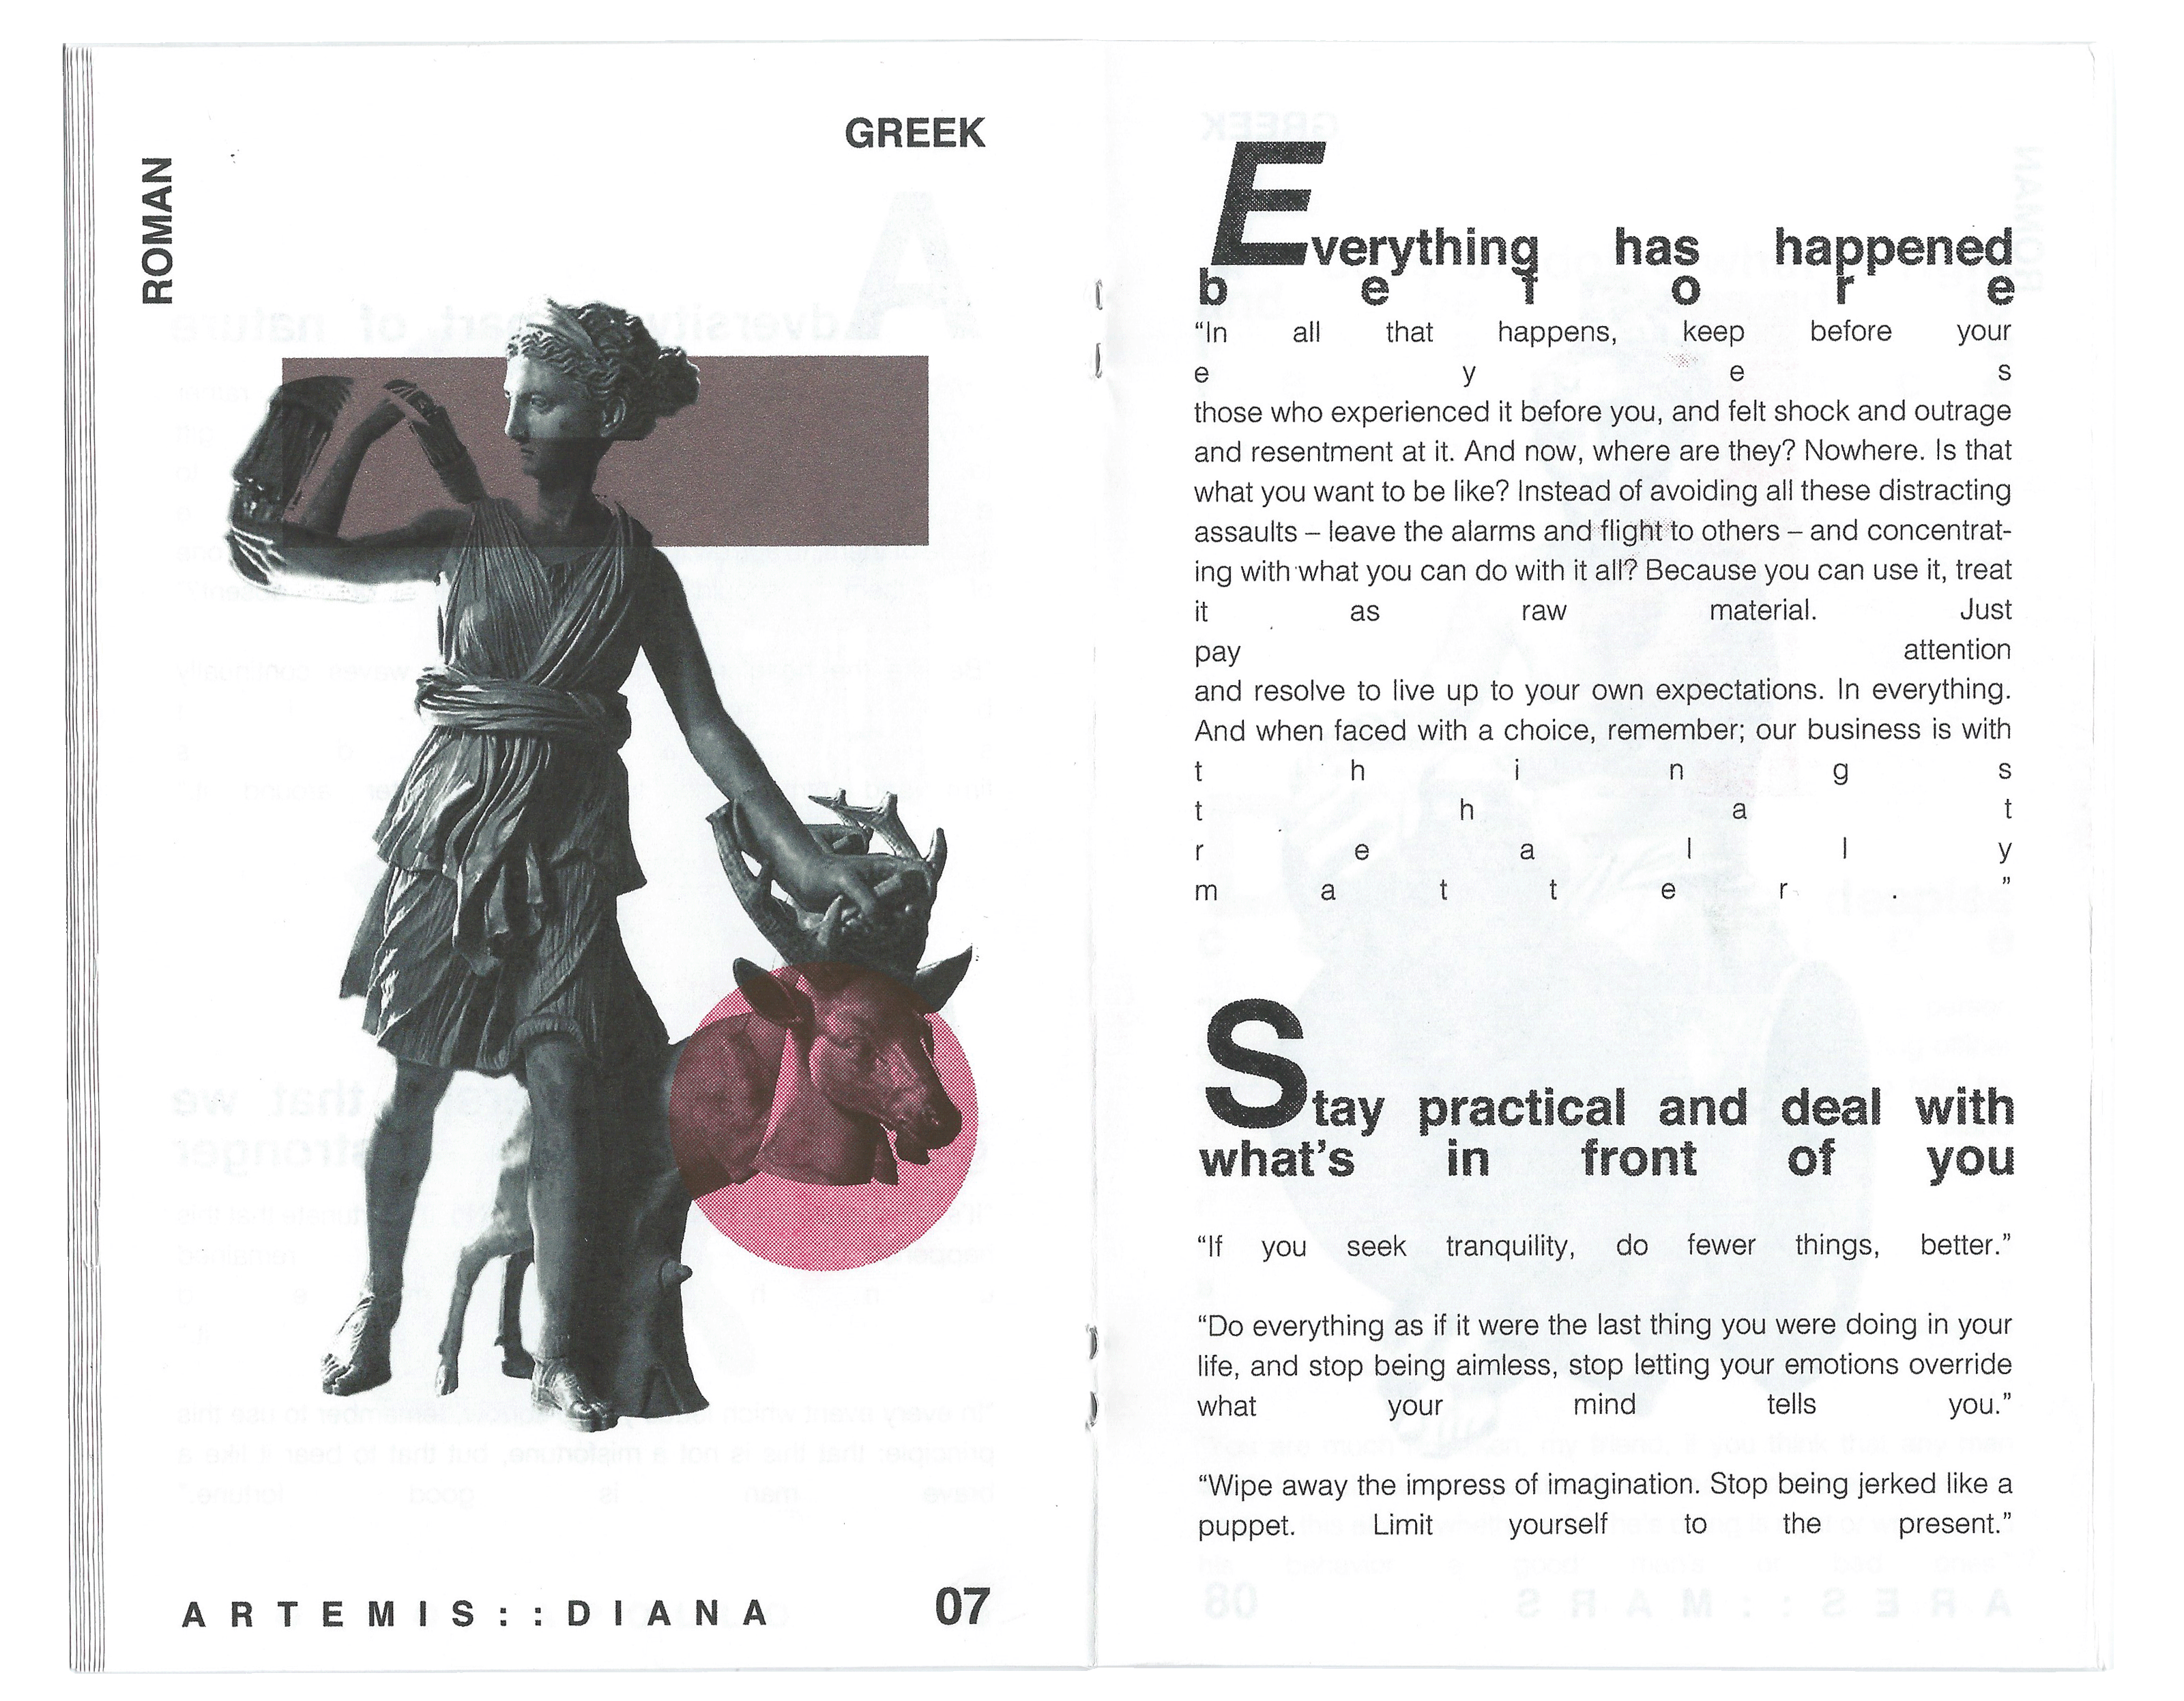 ROMAN
GREEK
ARTEMIS::DIANA
07
Everything has happened
before
“In all that happens, keep before your
eyes
those who experienced it before you, and felt shock and outrage
and resentment at it. And now, where are they? Nowhere. Is that
what you want to be like? Instead of avoiding all these distracting
assaults – leave the alarms and flight to others – and concentrat-
ing with what you can do with it all? Because you can use it, treat
it as raw material. Just
pay attention
and resolve to live up to your own expectations. In everything.
And when faced with a choice, remember; our business is with
things
that
really
matter.”
Stay practical and deal with
what’s in front of you
“If you seek tranquility, do fewer things, better.”
“Do everything as if it were the last thing you were doing in your
life, and stop being aimless, stop letting your emotions override
what your mind tells you.”
“Wipe away the impress of imagination. Stop being jerked like a
puppet. Limit yourself to the present.”